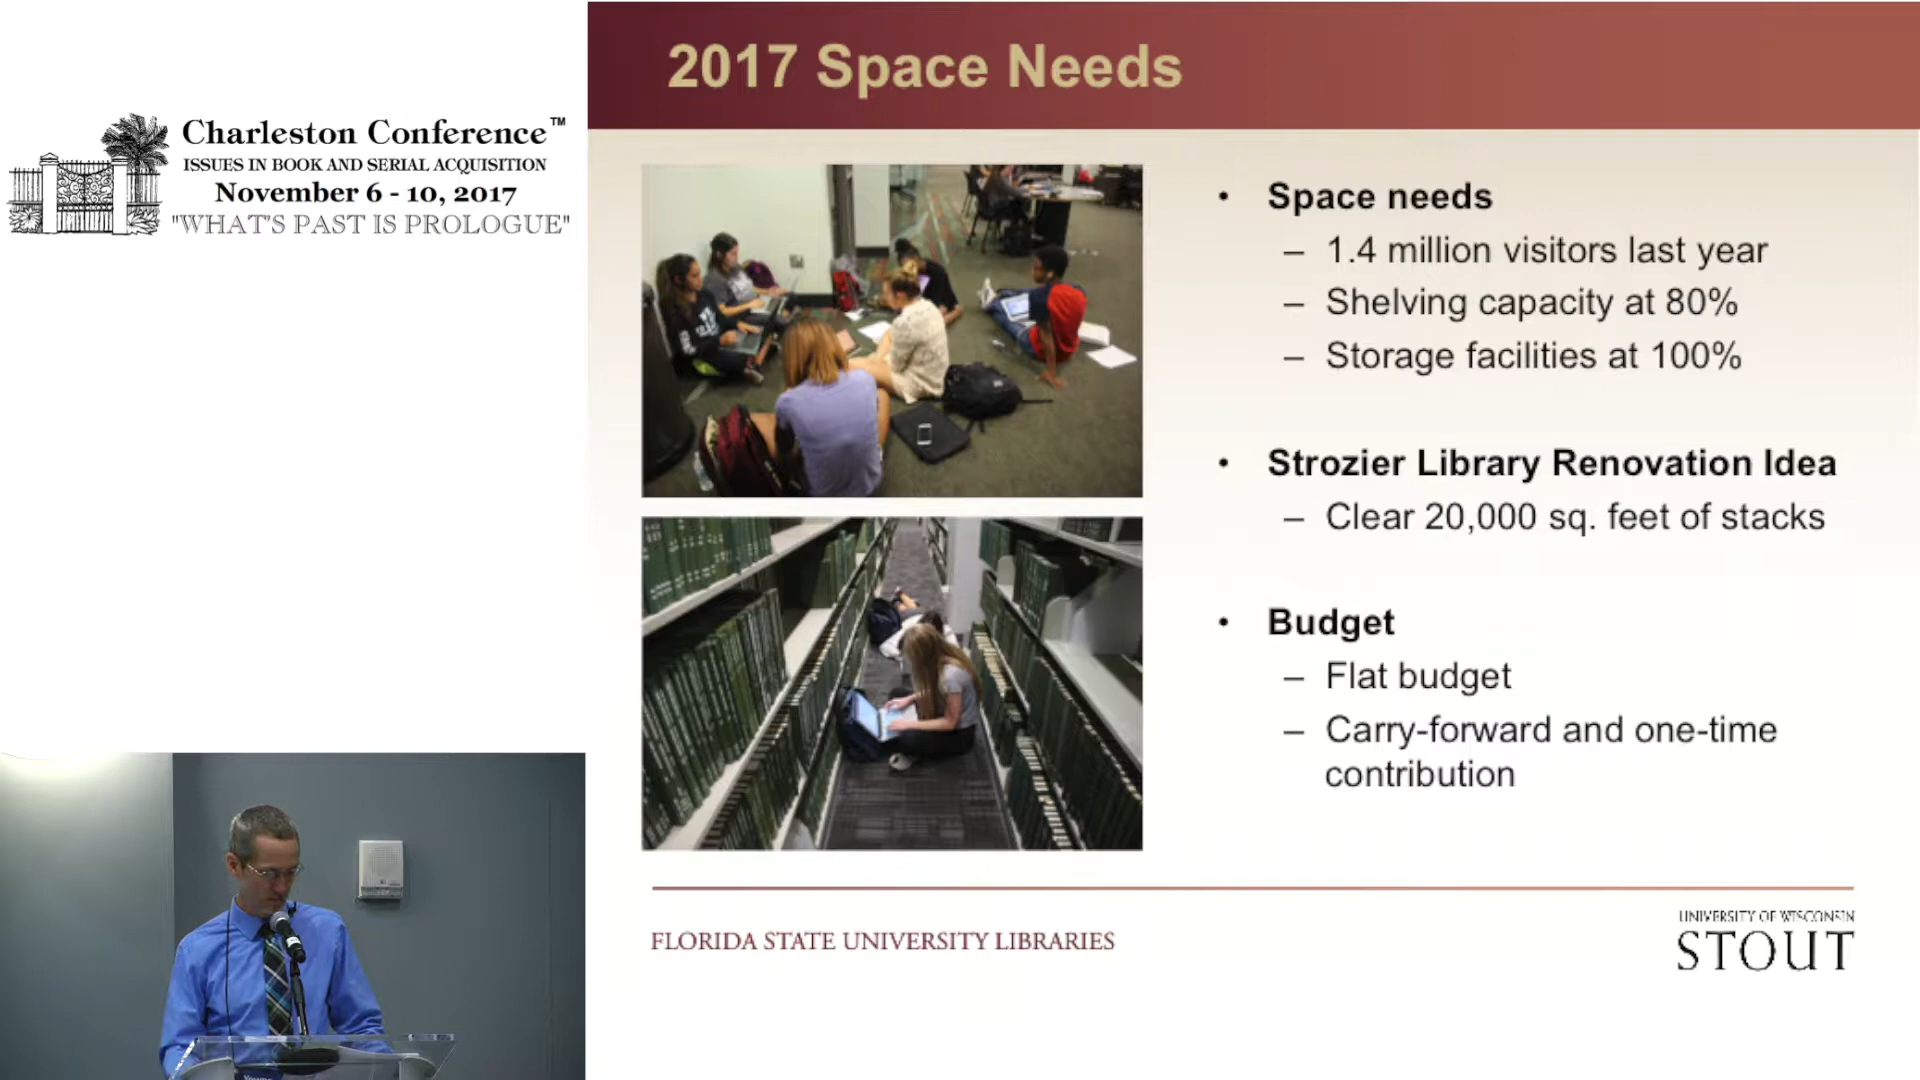 Charleston Conference™
ISSUES IN BOOK AND SERIAL ACQUISITION
November 6 - 10, 2017
"WHAT'S PAST IS PROLOGUE"
2017 Space Needs
• Space needs
– 1.4 million visitors last year
– Shelving capacity at 80%
– Storage facilities at 100%
• Strozier Library Renovation Idea
– Clear 20,000 sq. feet of stacks
• Budget
– Flat budget
– Carry-forward and one-time
contribution
FLORIDA STATE UNIVERSITY LIBRARIES
UNIVERSITY OF WISCONSIN
STOUT